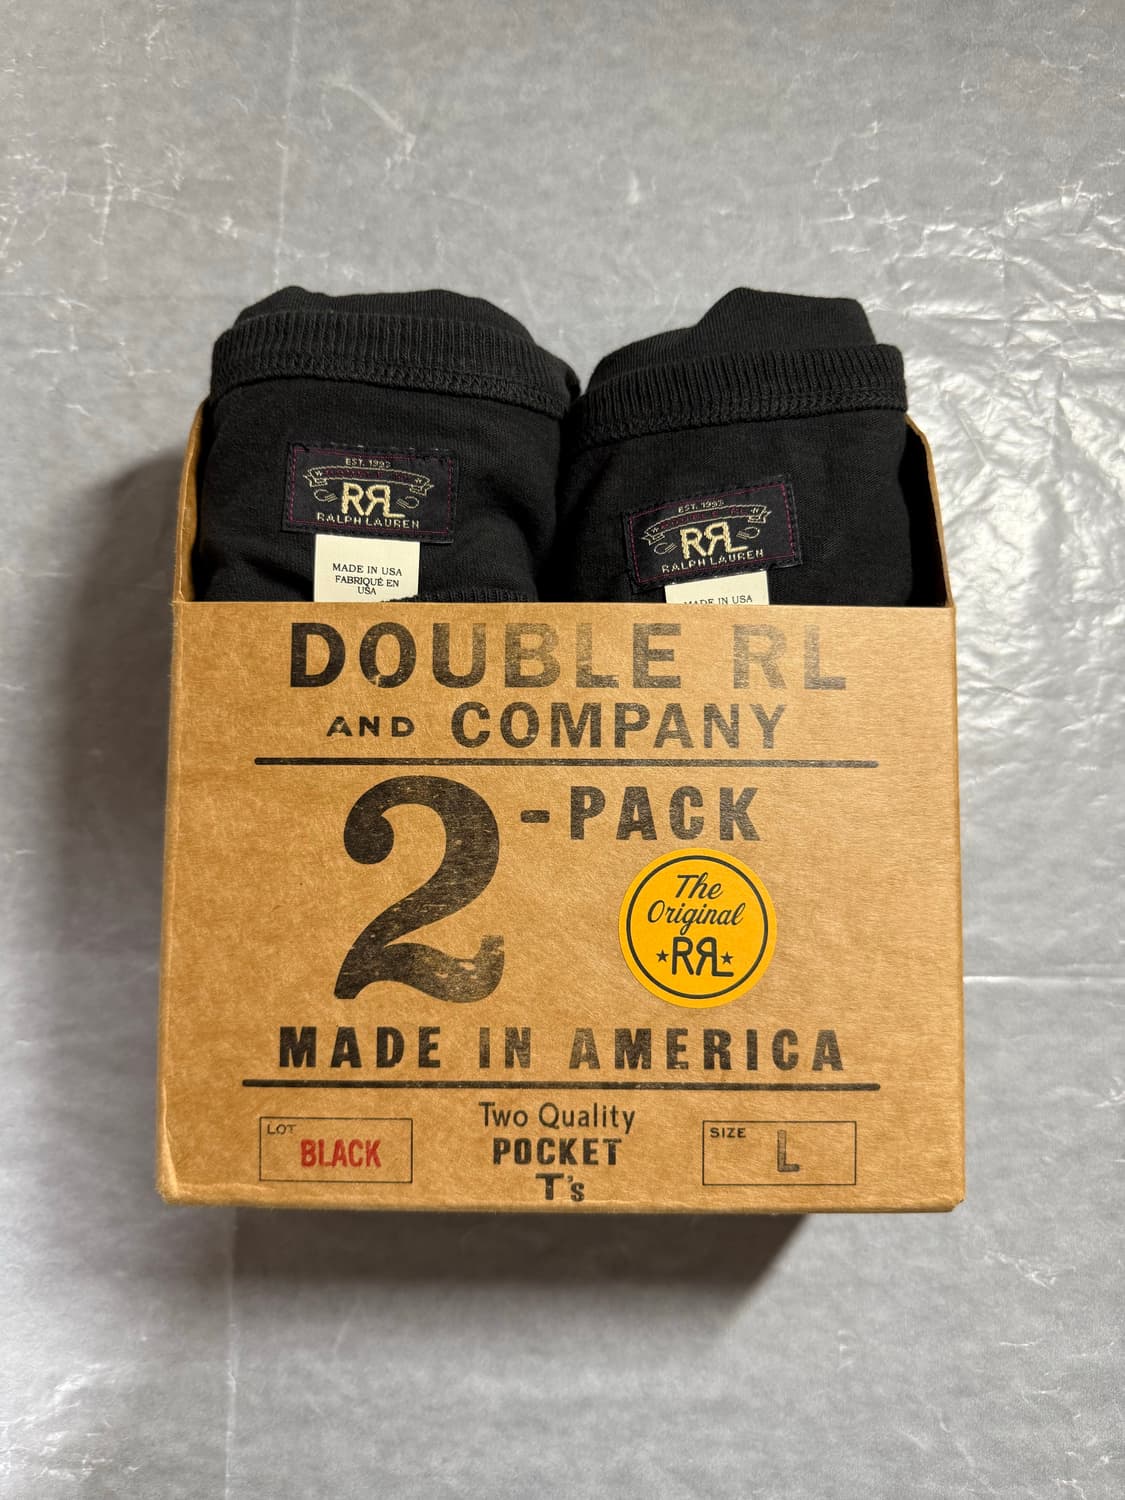 EST. 1993
RRL
RALPH LAUREN
MADE IN USA
FABRIQUÉ EN
USA
EST. 1993
RRL
RALPH LAUREN
MADE IN USA
DOUBLE RL
AND COMPANY
2-PACK
The
Original
RRL
MADE IN AMERICA
LOT
BLACK
Two Quality
POCKET
T's
SIZE
L